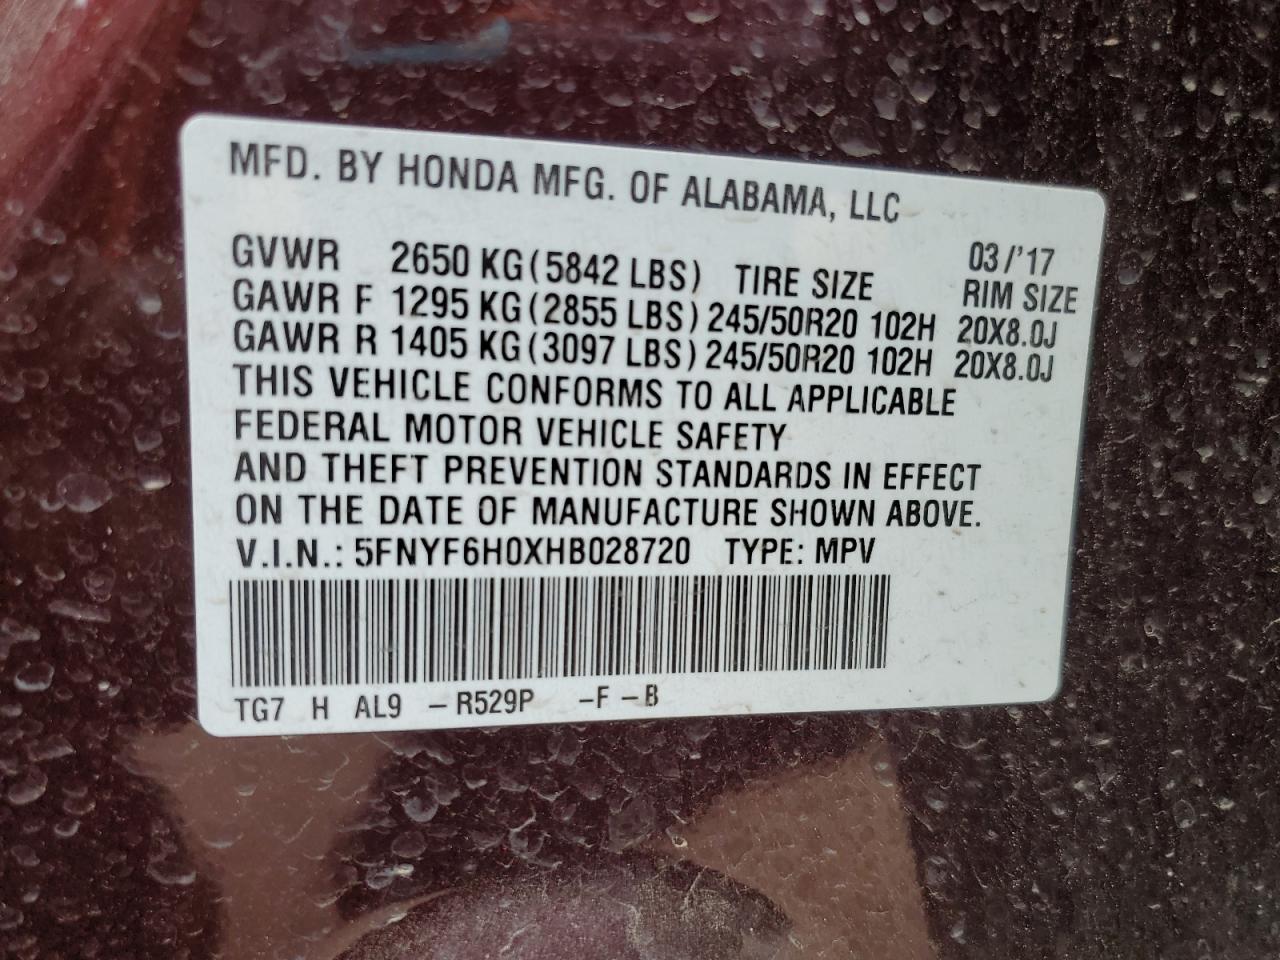 MFD. BY HONDA MFG. OF ALABAMA, LLC
03/'17
GVWR 2650 KG(5842 LBS) TIRE SIZE RIM SIZE
GAWR F 1295 KG(2855 LBS) 245/50R20 102H 20X8.0J
GAWR R 1405 KG(3097 LBS) 245/50R20 102H 20X8.0J
THIS VEHICLE CONFORMS TO ALL APPLICABLE
FEDERAL MOTOR VEHICLE SAFETY
AND THEFT PREVENTION STANDARDS IN EFFECT
ON THE DATE OF MANUFACTURE SHOWN ABOVE.
V.I.N.: 5FNYF6H0XHB028720 TYPE: MPV
TG7 H AL9 -R529P -F -B